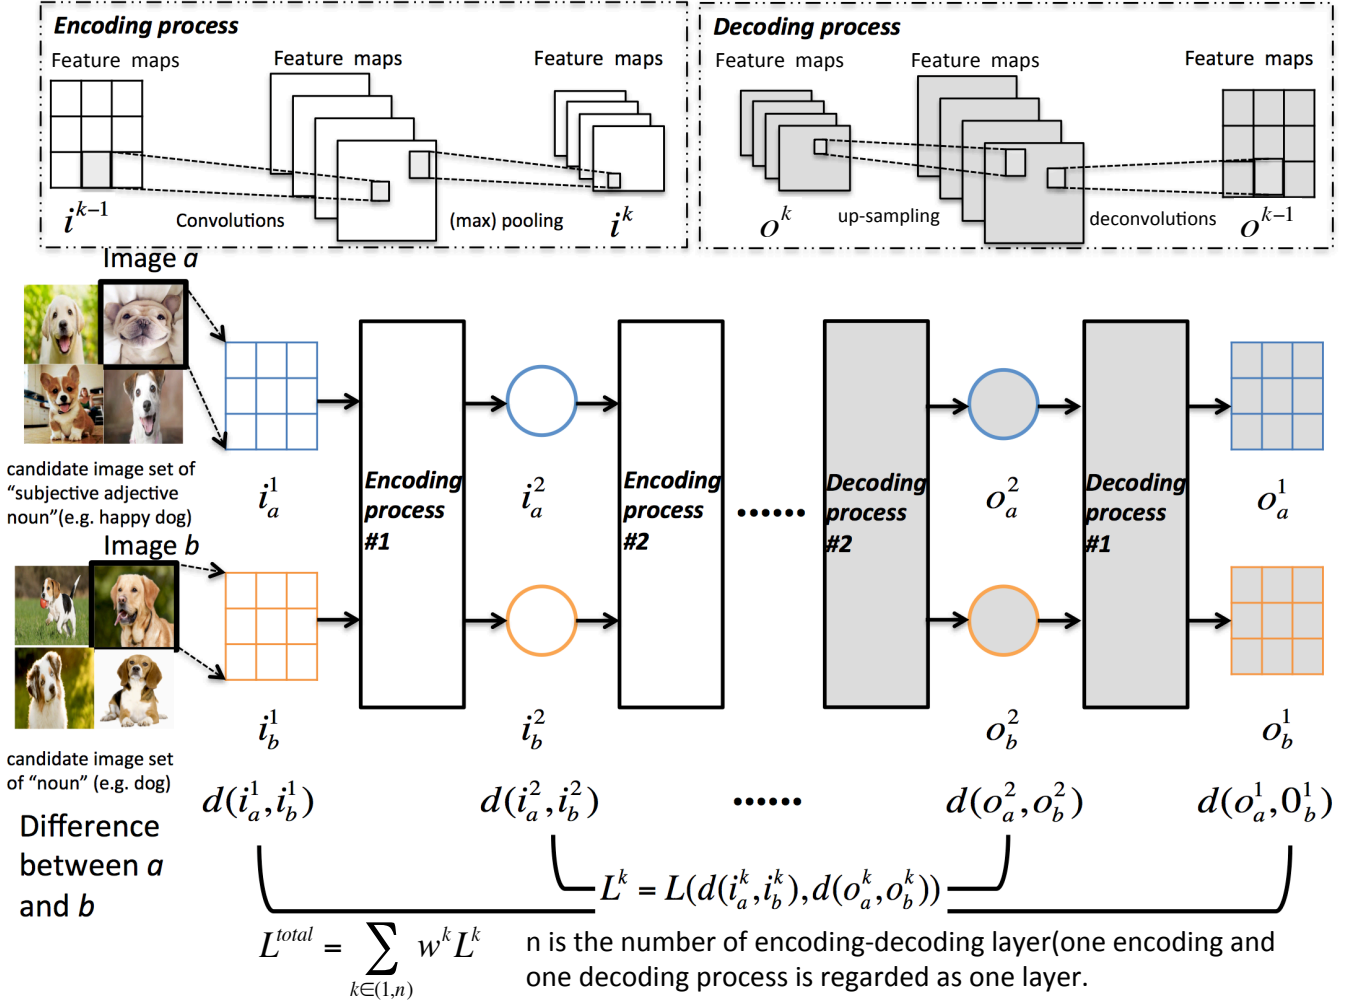 Encoding process
Feature maps
Feature maps
Feature maps
i^{k-1}
Convolutions
(max) pooling
i^k
Decoding process
Feature maps
Feature maps
Feature maps
o^k
up-sampling
deconvolutions
o^{k-1}
Image a
candidate image set of
“subjective adjective
noun”(e.g. happy dog)
i_a^1
Encoding
process
#1
i_a^2
Encoding
process
#2
......
Decoding
process
#2
o_a^2
Decoding
process
#1
o_a^1
Image b
candidate image set
of “noun” (e.g. dog)
i_b^1
i_b^2
o_b^2
o_b^1
Difference
between a
and b
d(i_a^1,i_b^1)
d(i_a^2,i_b^2)
......
d(o_a^2,o_b^2)
d(o_a^1,0_b^1)
L^k = L(d(i_a^k,i_b^k),d(o_a^k,o_b^k))
L^{total} = ∑_{k∈(1,n)} w^k L^k
n is the number of encoding-decoding layer(one encoding and
one decoding process is regarded as one layer.